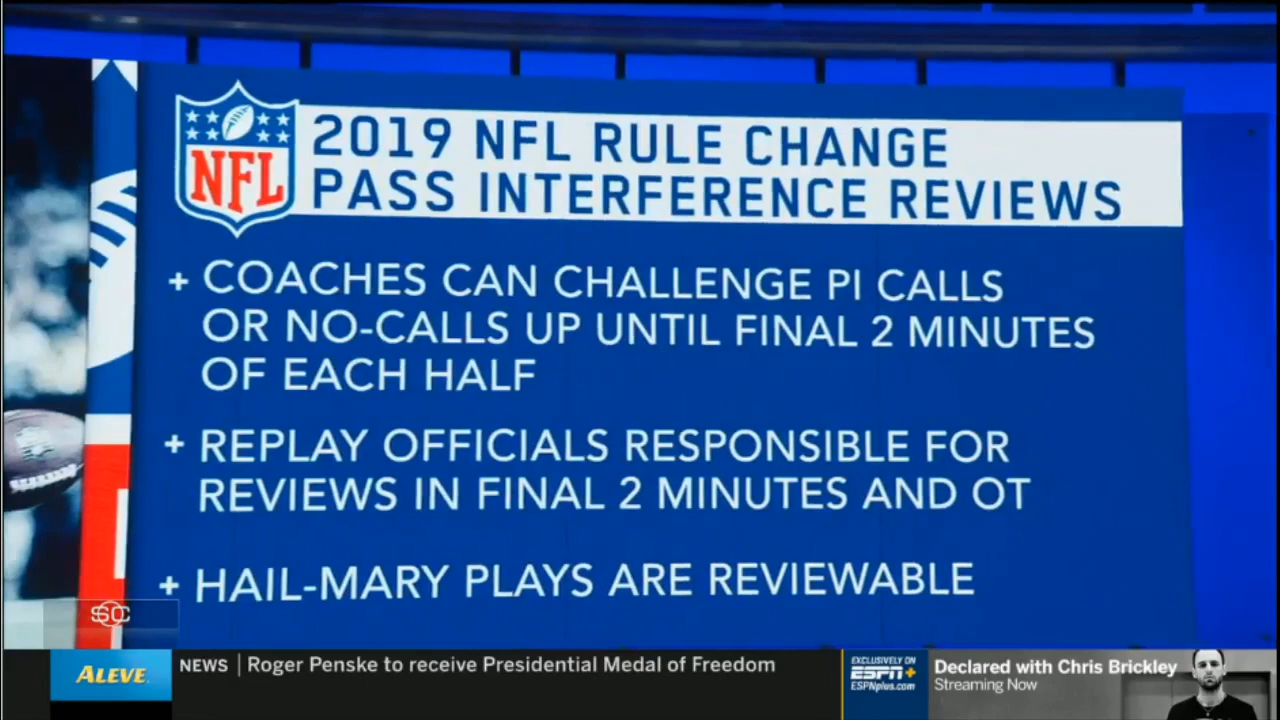 NFL
2019 NFL RULE CHANGE
PASS INTERFERENCE REVIEWS
+ COACHES CAN CHALLENGE PI CALLS
OR NO-CALLS UP UNTIL FINAL 2 MINUTES
OF EACH HALF
+ REPLAY OFFICIALS RESPONSIBLE FOR
REVIEWS IN FINAL 2 MINUTES AND OT
+ HAIL-MARY PLAYS ARE REVIEWABLE
SC
ALEVE
NEWS | Roger Penske to receive Presidential Medal of Freedom
EXCLUSIVELY ON
ESPN+
ESPNplus.com
Declared with Chris Brickley
Streaming Now